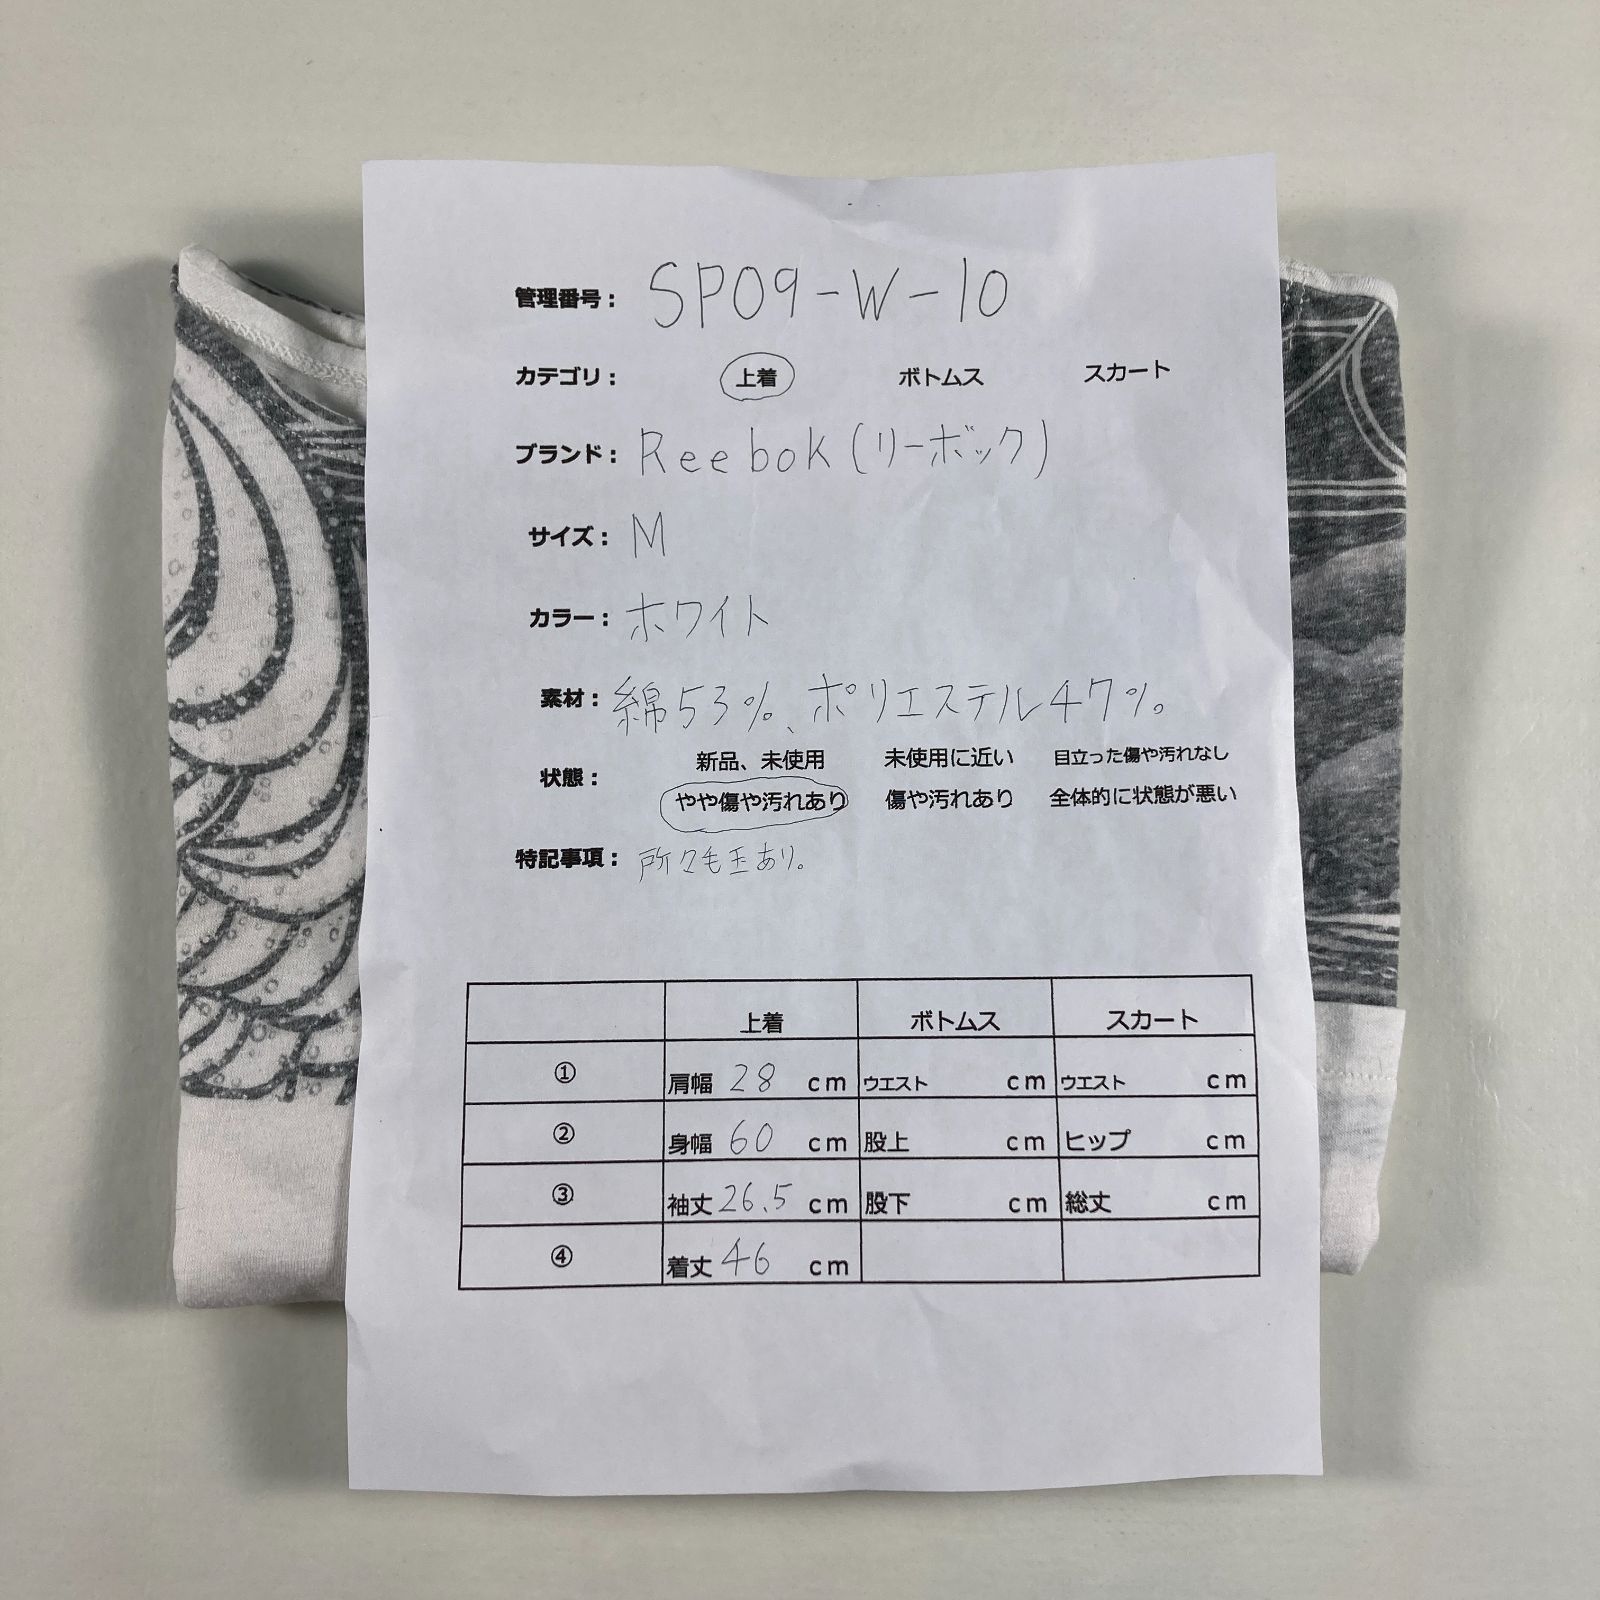 管理番号： SP09-W-10
カテゴリ： 上着 ボトムス スカート
ブランド： Reebok(リーボック)
サイズ： M
カラー： ホワイト
素材： 綿53%、ポリエステル47%。
状態： 新品、未使用 未使用に近い 目立った傷や汚れなし
やや傷や汚れあり 傷や汚れあり 全体的に状態が悪い
特記事項： 所々毛玉あり。
上着 ボトムス スカート
① 肩幅 28 cm ウエスト cm ウエスト cm
② 身幅 60 cm 股上 cm ヒップ cm
③ 袖丈 26.5 cm 股下 cm 総丈 cm
④ 着丈 46 cm